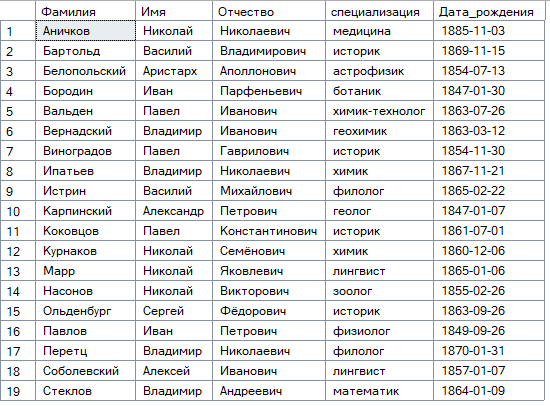 Фамилия Имя Отчество специализация Дата_рождения
1 Аничков Николай Николаевич медицина 1885-11-03
2 Бартольд Василий Владимирович историк 1869-11-15
3 Белопольский Аристарх Аполлонович астрофизик 1854-07-13
4 Бородин Иван Парфеньевич ботаник 1847-01-30
5 Вальден Павел Иванович химик-технолог 1863-07-26
6 Вернадский Владимир Иванович геохимик 1863-03-12
7 Виноградов Павел Гаврилович историк 1854-11-30
8 Ипатьев Владимир Николаевич химик 1867-11-21
9 Истрин Василий Михайлович филолог 1865-02-22
10 Карпинский Александр Петрович геолог 1847-01-07
11 Коковцов Павел Константинович историк 1861-07-01
12 Курнаков Николай Семёнович химик 1860-12-06
13 Марр Николай Яковлевич лингвист 1865-01-06
14 Насонов Николай Викторович зоолог 1855-02-26
15 Ольденбург Сергей Фёдорович историк 1863-09-26
16 Павлов Иван Петрович физиолог 1849-09-26
17 Перетц Владимир Николаевич филолог 1870-01-31
18 Соболевский Алексей Иванович лингвист 1857-01-07
19 Стеклов Владимир Андреевич математик 1864-01-09